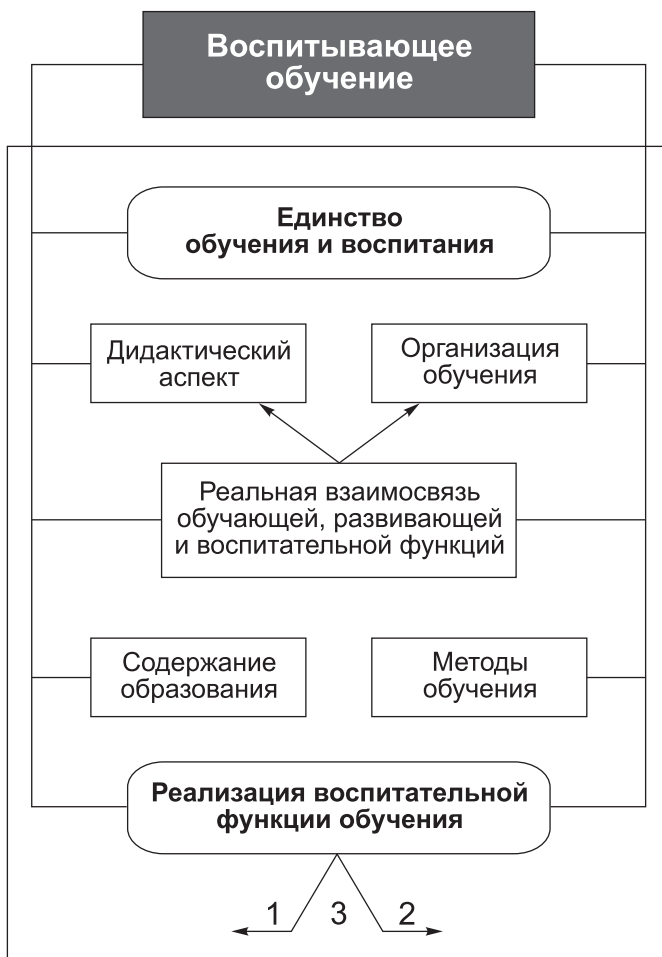 Воспитывающее
обучение
Единство
обучения и воспитания
Дидактический
аспект
Организация
обучения
Реальная взаимосвязь
обучающей, развивающей
и воспитательной функций
Содержание
образования
Методы
обучения
Реализация воспитательной
функции обучения
1 3 2